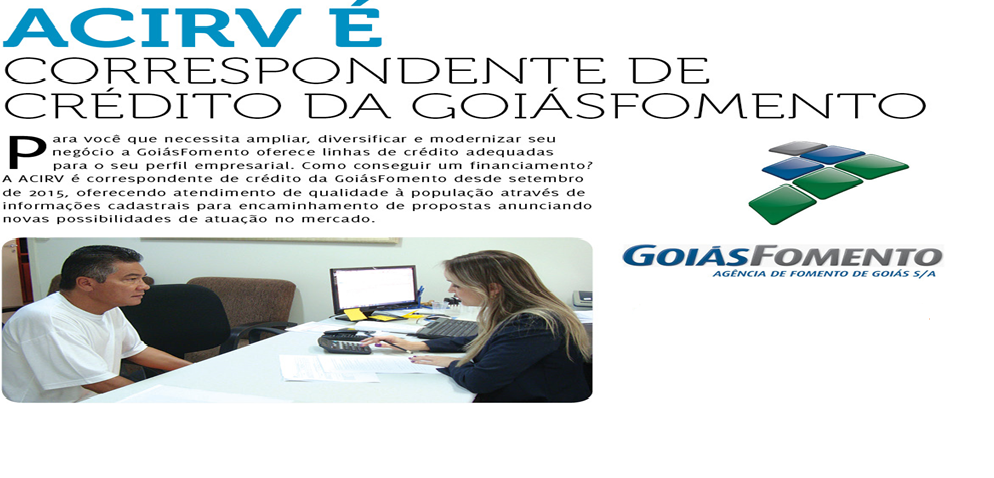 ACIRV É
CORRESPONDENTE DE
CRÉDITO DA GOIÁSFOMENTO
Para você que necessita ampliar, diversificar e modernizar seu
negócio a GoiásFomento oferece linhas de crédito adequadas
para o seu perfil empresarial. Como conseguir um financiamento?
A ACIRV é correspondente de crédito da GoiásFomento desde setembro
de 2015, oferecendo atendimento de qualidade à população através de
informações cadastrais para encaminhamento de propostas anunciando
novas possibilidades de atuação no mercado.
GOIÁSFOMENTO
AGÊNCIA DE FOMENTO DE GOIÁS S/A